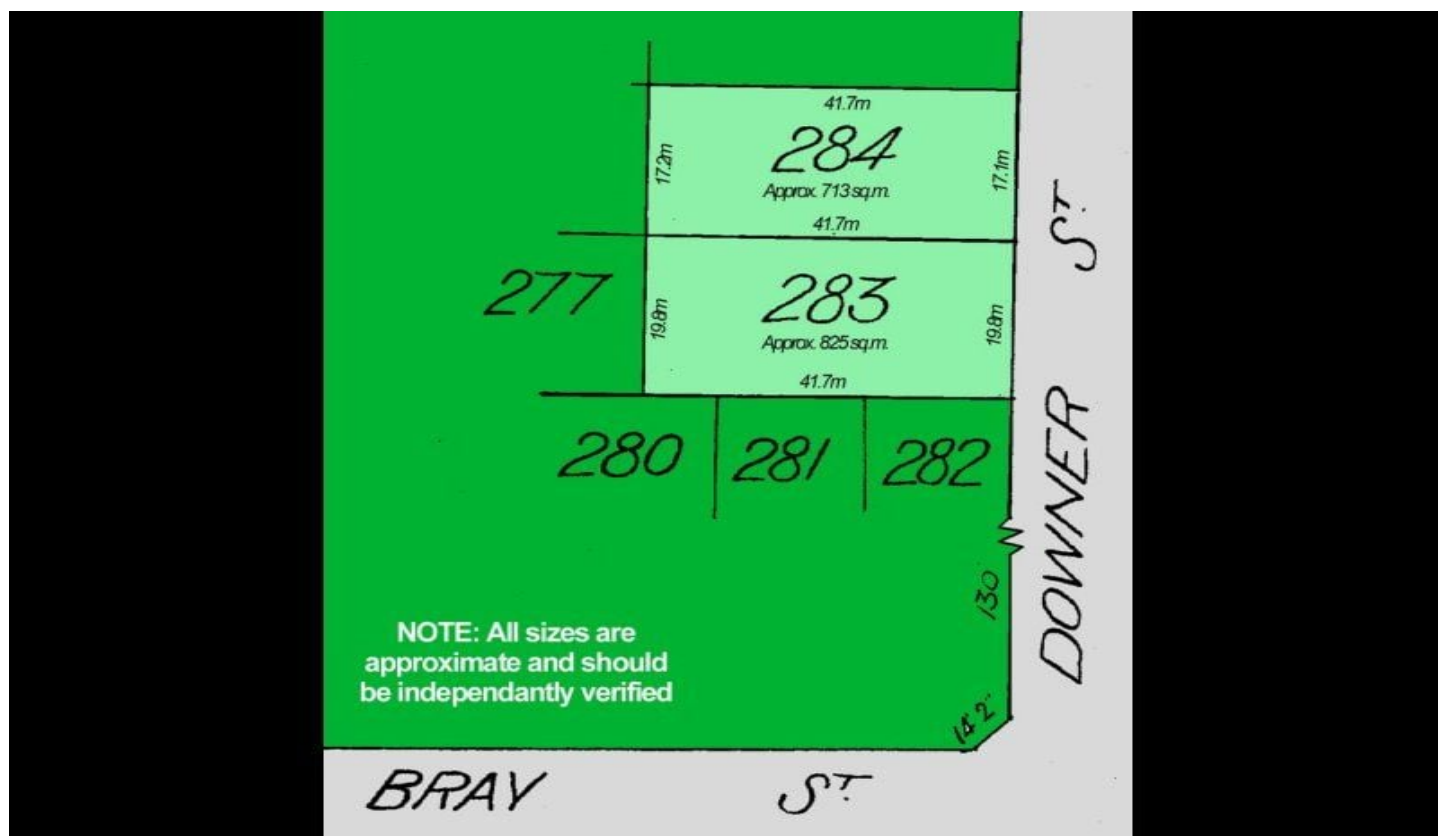 41.7m
284
17.2m
17.1m
Approx. 713 sq.m.
41.7m
ST.
277
283
19.8m
19.8m
Approx. 825 sq.m.
41.7m
DOWNER
280
281
282
130
NOTE: All sizes are
approximate and should
be independantly verified
14'2"
BRAY ST.